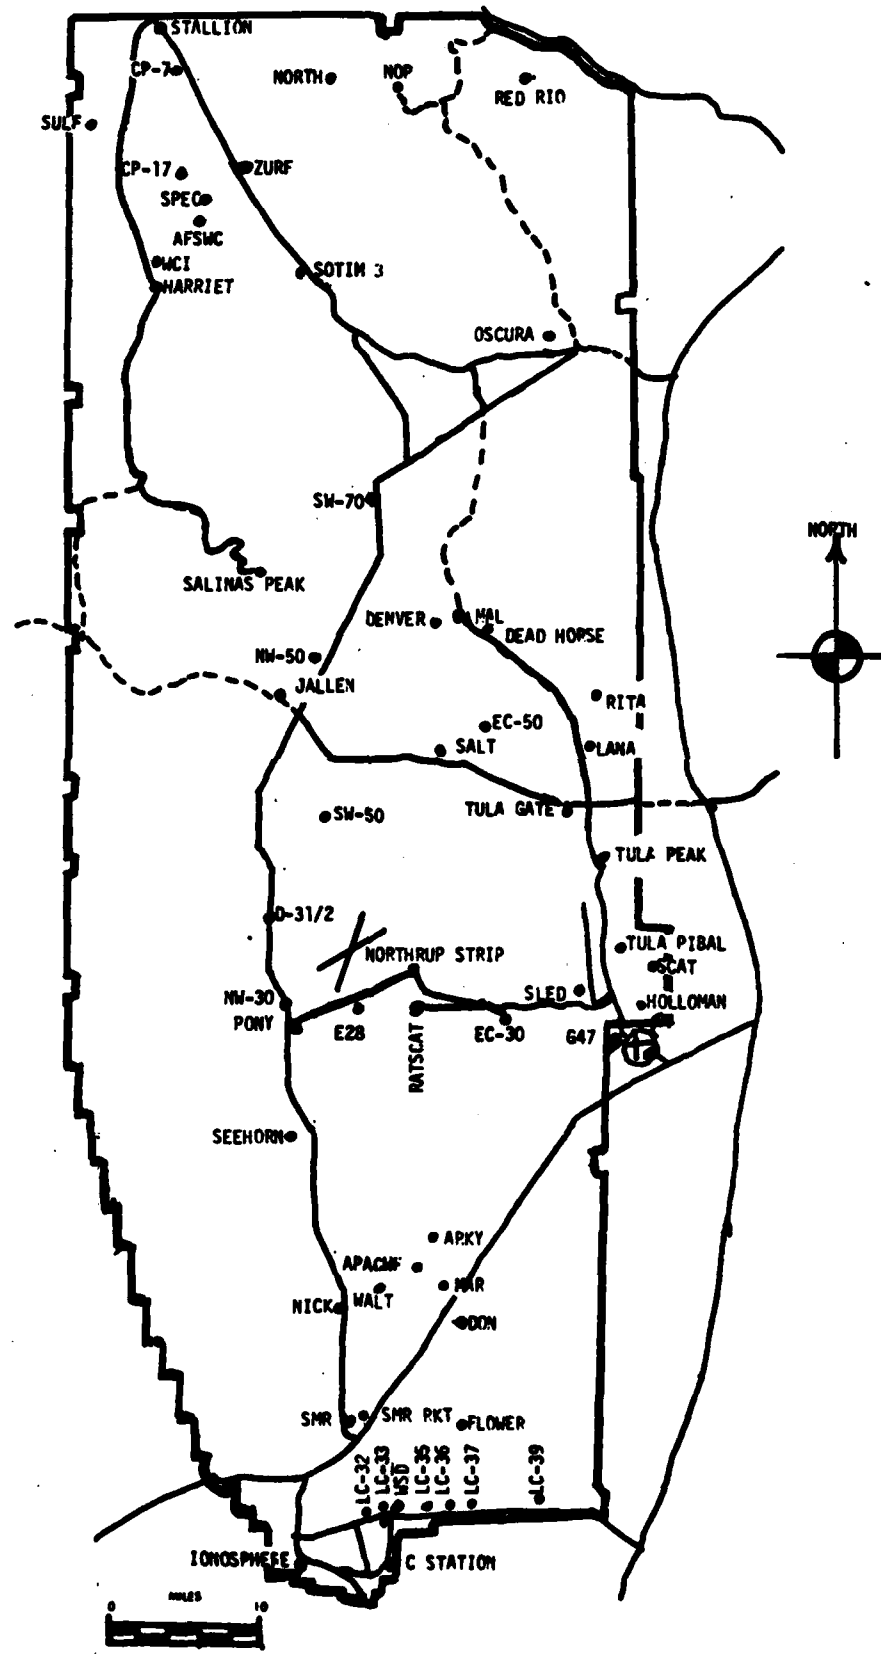 STALLION
CP-7
NORTH
NOP
RED RIO
SULF
CP-17
ZURF
SPEC
AFSWC
WCI
HARRIET
SOTIM 3
OSCURA
SW-70
NORTH
SALINAS PEAK
DENVER
MAL
DEAD HORSE
NW-50
JALLEN
RITA
EC-50
SALT
LANA
SW-50
TULA GATE
TULA PEAK
D-31/2
NORTHRUP STRIP
TULA PIBAL
SCAT
NW-30
SLED
HOLLOMAN
PONY
E28
RATSCAT
EC-30
G47
SEEHORN
ARKY
APACHE
MAR
NICK
WALT
DON
SMR
SMR RKT
FLOWER
LC-32
LC-33
WSD
LC-35
LC-36
LC-37
LC-39
IONOSPHERE
C STATION
MILES
0 10